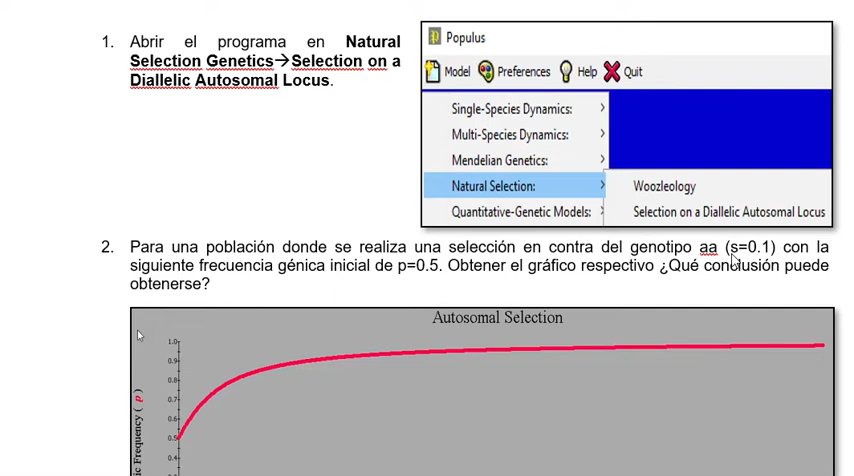 1. Abrir el programa en Natural
Selection Genetics→Selection on a
Diallelic Autosomal Locus.
Populus
Model Preferences Help Quit
Single-Species Dynamics:
Multi-Species Dynamics:
Mendelian Genetics:
Natural Selection:
Quantitative-Genetic Models:
Woozleology
Selection on a Diallelic Autosomal Locus
2. Para una población donde se realiza una selección en contra del genotipo aa (s=0.1) con la
siguiente frecuencia génica inicial de p=0.5. Obtener el gráfico respectivo ¿Qué conclusión puede
obtenerse?
Autosomal Selection
1.0
0.9
0.8
0.7
0.6
0.5
0.4
Frequency ( p )